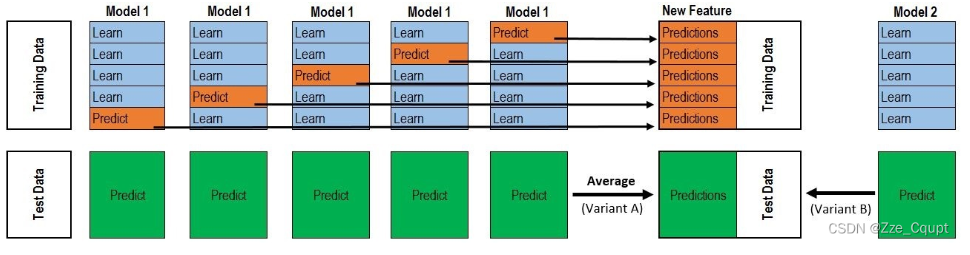 Model 1 Model 1 Model 1 Model 1 Model 1 New Feature Model 2
Training Data
Learn Learn Learn Learn Predict Predictions Learn
Learn Learn Learn Predict Learn Predictions Learn
Learn Learn Predict Learn Learn Predictions Learn
Learn Predict Learn Learn Learn Predictions Learn
Predict Learn Learn Learn Learn Predictions Learn
Training Data
Test Data
Predict Predict Predict Predict Predict
Average
(Variant A)
Predictions
Test Data
(Variant B)
Predict
CSDN @Zze_Cqupt